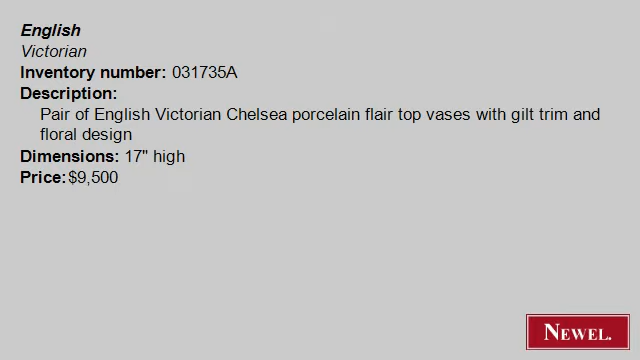 English
Victorian
Inventory number: 031735A
Description:
Pair of English Victorian Chelsea porcelain flair top vases with gilt trim and
floral design
Dimensions: 17" high
Price:$9,500
NEWEL.